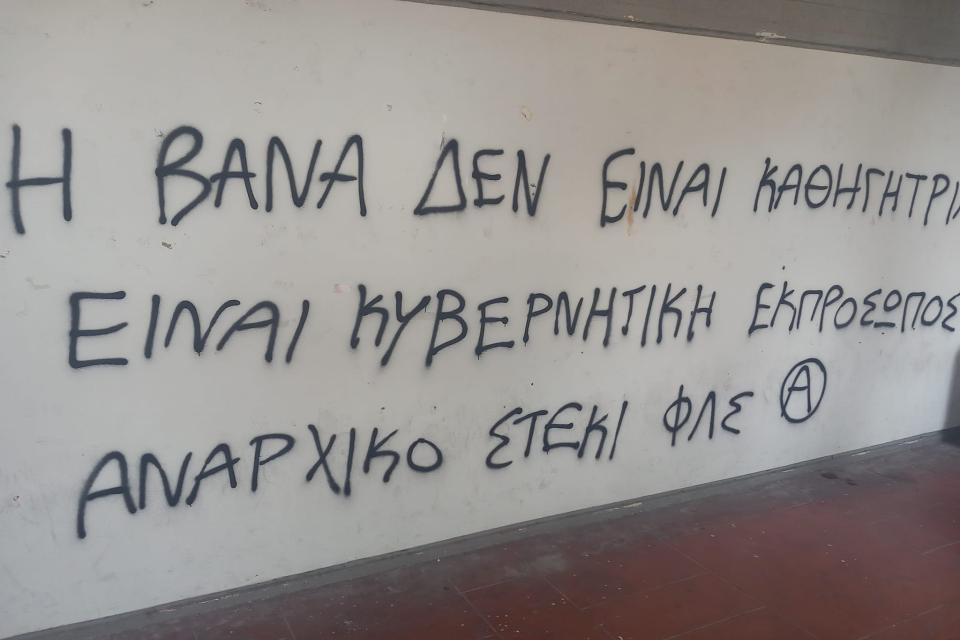 Η ΒΑΝΑ ΔΕΝ ΕΙΝΑΙ ΚΑΘΗΓΗΤΡΙΑ
ΕΙΝΑΙ ΚΥΒΕΡΝΗΤΙΚΗ ΕΚΠΡΟΣΩΠΟΣ
ΑΝΑΡΧΙΚΟ ΣΤΕΚΙ ΦΛΣ Ⓐ